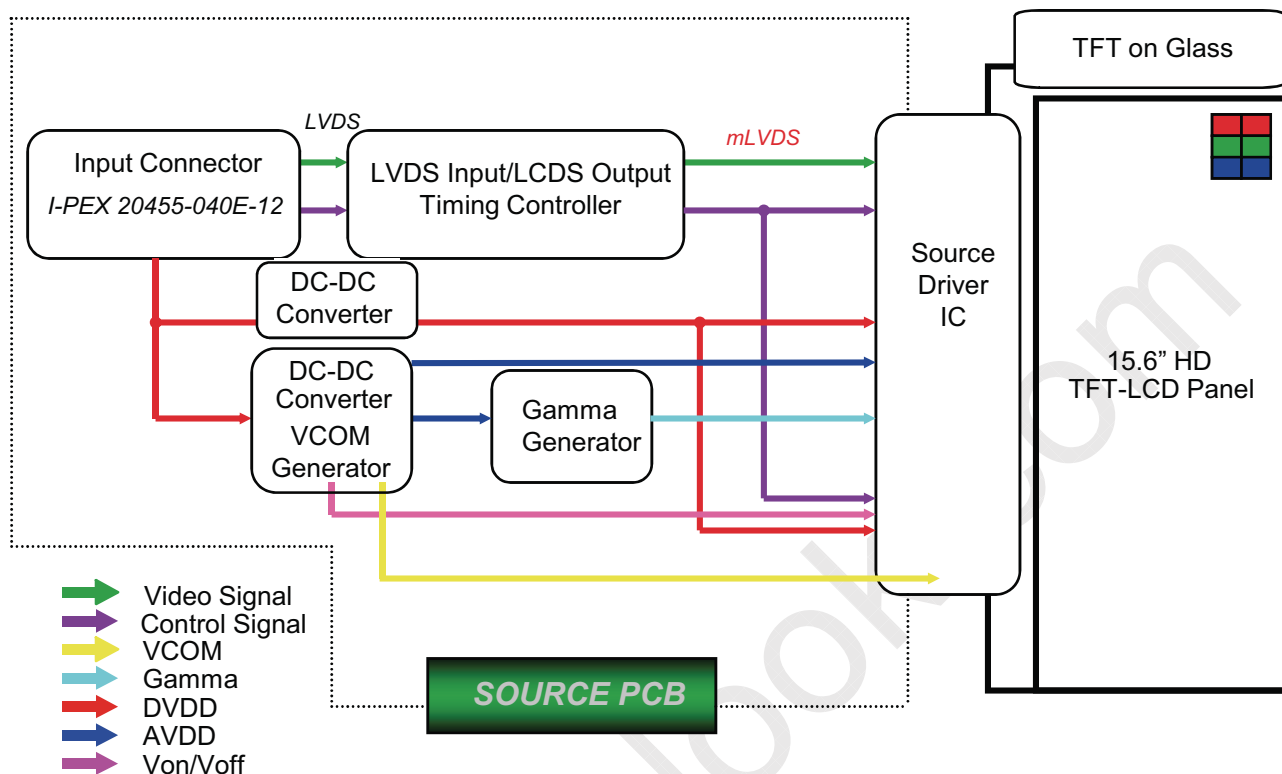 TFT on Glass
LVDS
mLVDS
Input Connector
I-PEX 20455-040E-12
LVDS Input/LCDS Output
Timing Controller
DC-DC
Converter
Source
Driver
IC
DC-DC
Converter
VCOM
Generator
Gamma
Generator
15.6” HD
TFT-LCD Panel
Video Signal
Control Signal
VCOM
Gamma
DVDD
AVDD
Von/Voff
SOURCE PCB